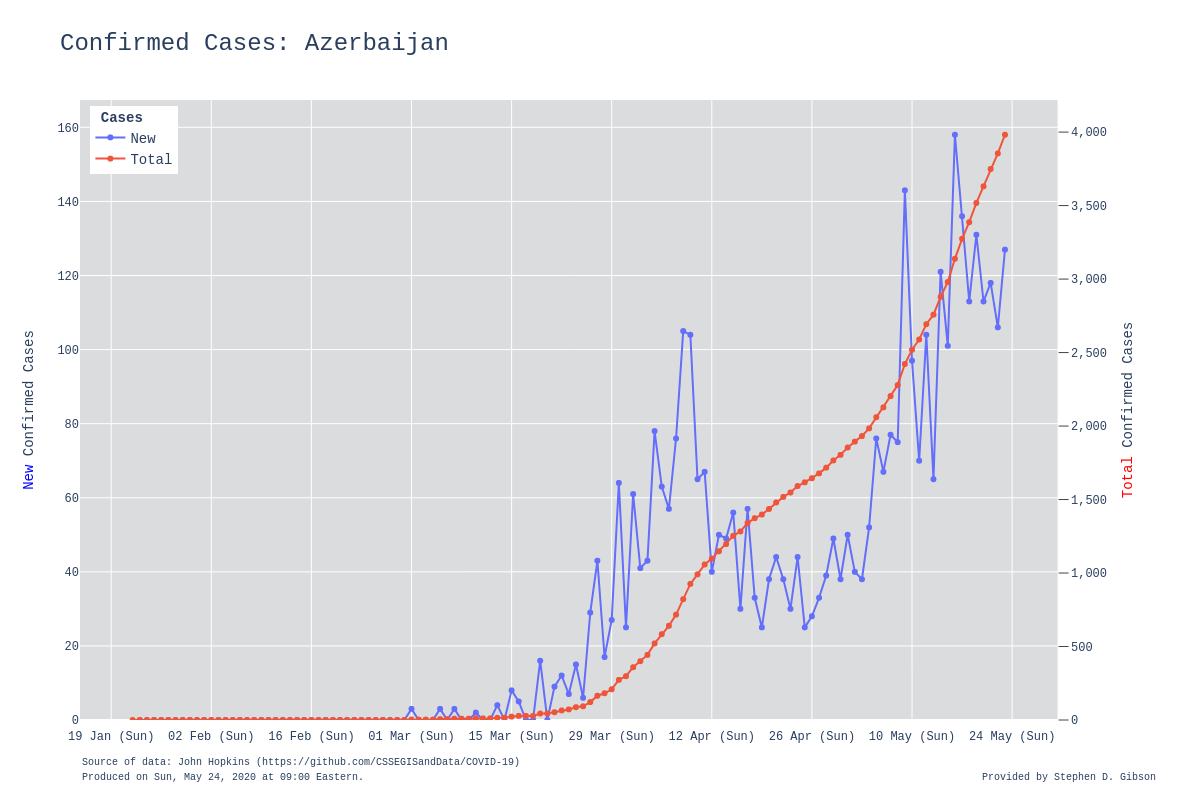 Confirmed Cases: Azerbaijan
Cases
New
Total
160
140
120
100
80
60
40
20
0
4,000
3,500
3,000
2,500
2,000
1,500
1,000
500
0
New Confirmed Cases
Total Confirmed Cases
19 Jan (Sun) 02 Feb (Sun) 16 Feb (Sun) 01 Mar (Sun) 15 Mar (Sun) 29 Mar (Sun) 12 Apr (Sun) 26 Apr (Sun) 10 May (Sun) 24 May (Sun)
Source of data: John Hopkins (https://github.com/CSSEGISandData/COVID-19)
Produced on Sun, May 24, 2020 at 09:00 Eastern.
Provided by Stephen D. Gibson